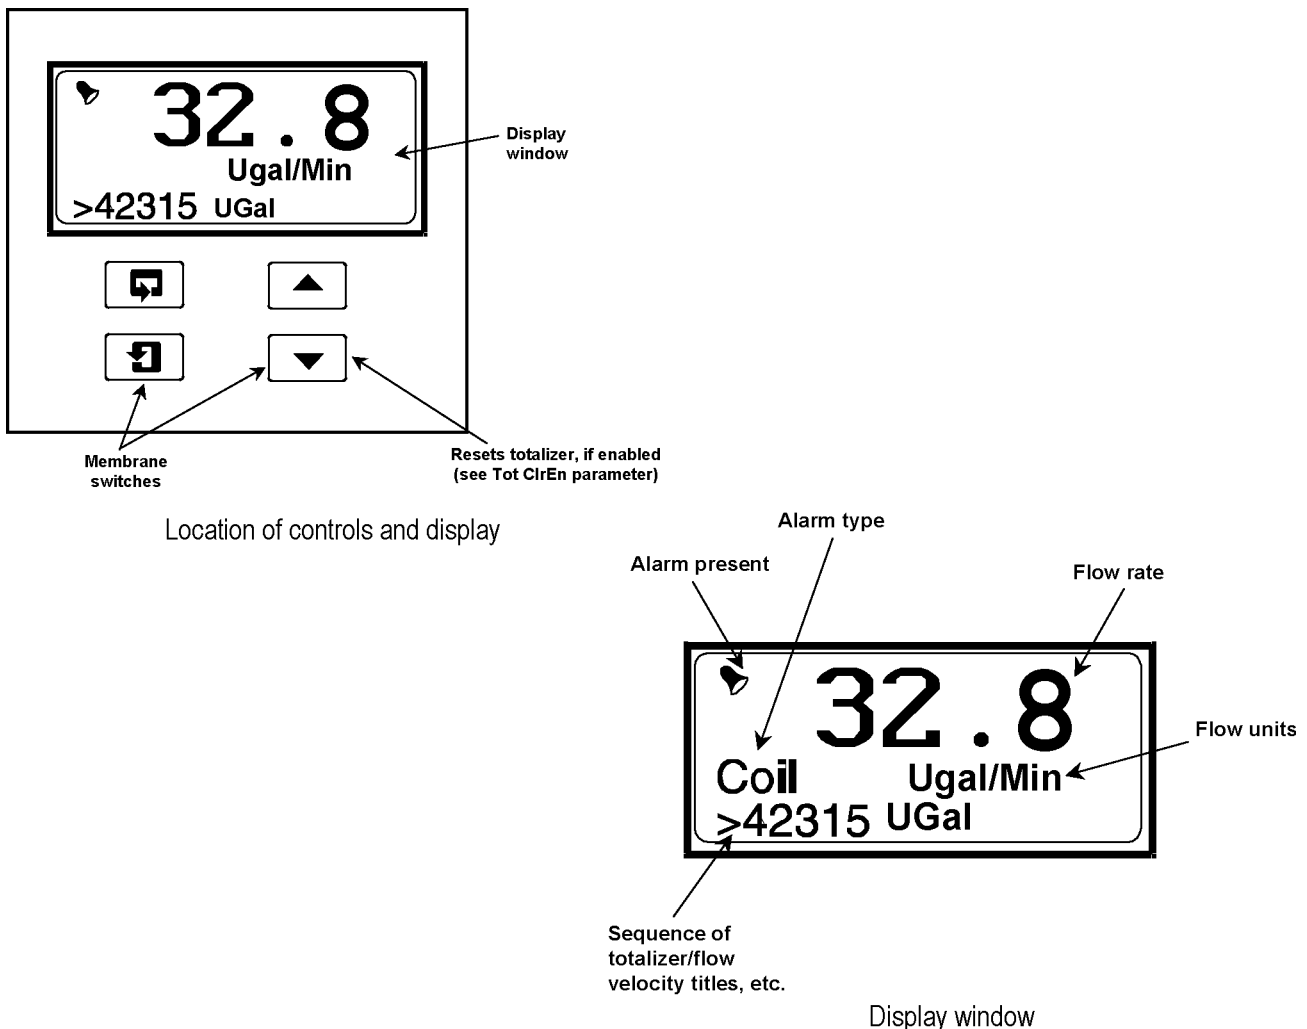 32.8
Ugal/Min
>42315 UGal
Display
window
Membrane
switches
Resets totalizer, if enabled
(see Tot ClrEn parameter)
Location of controls and display
Alarm type
Alarm present
Flow rate
32.8
Flow units
Coil Ugal/Min
>42315 UGal
Sequence of
totalizer/flow
velocity titles, etc.
Display window